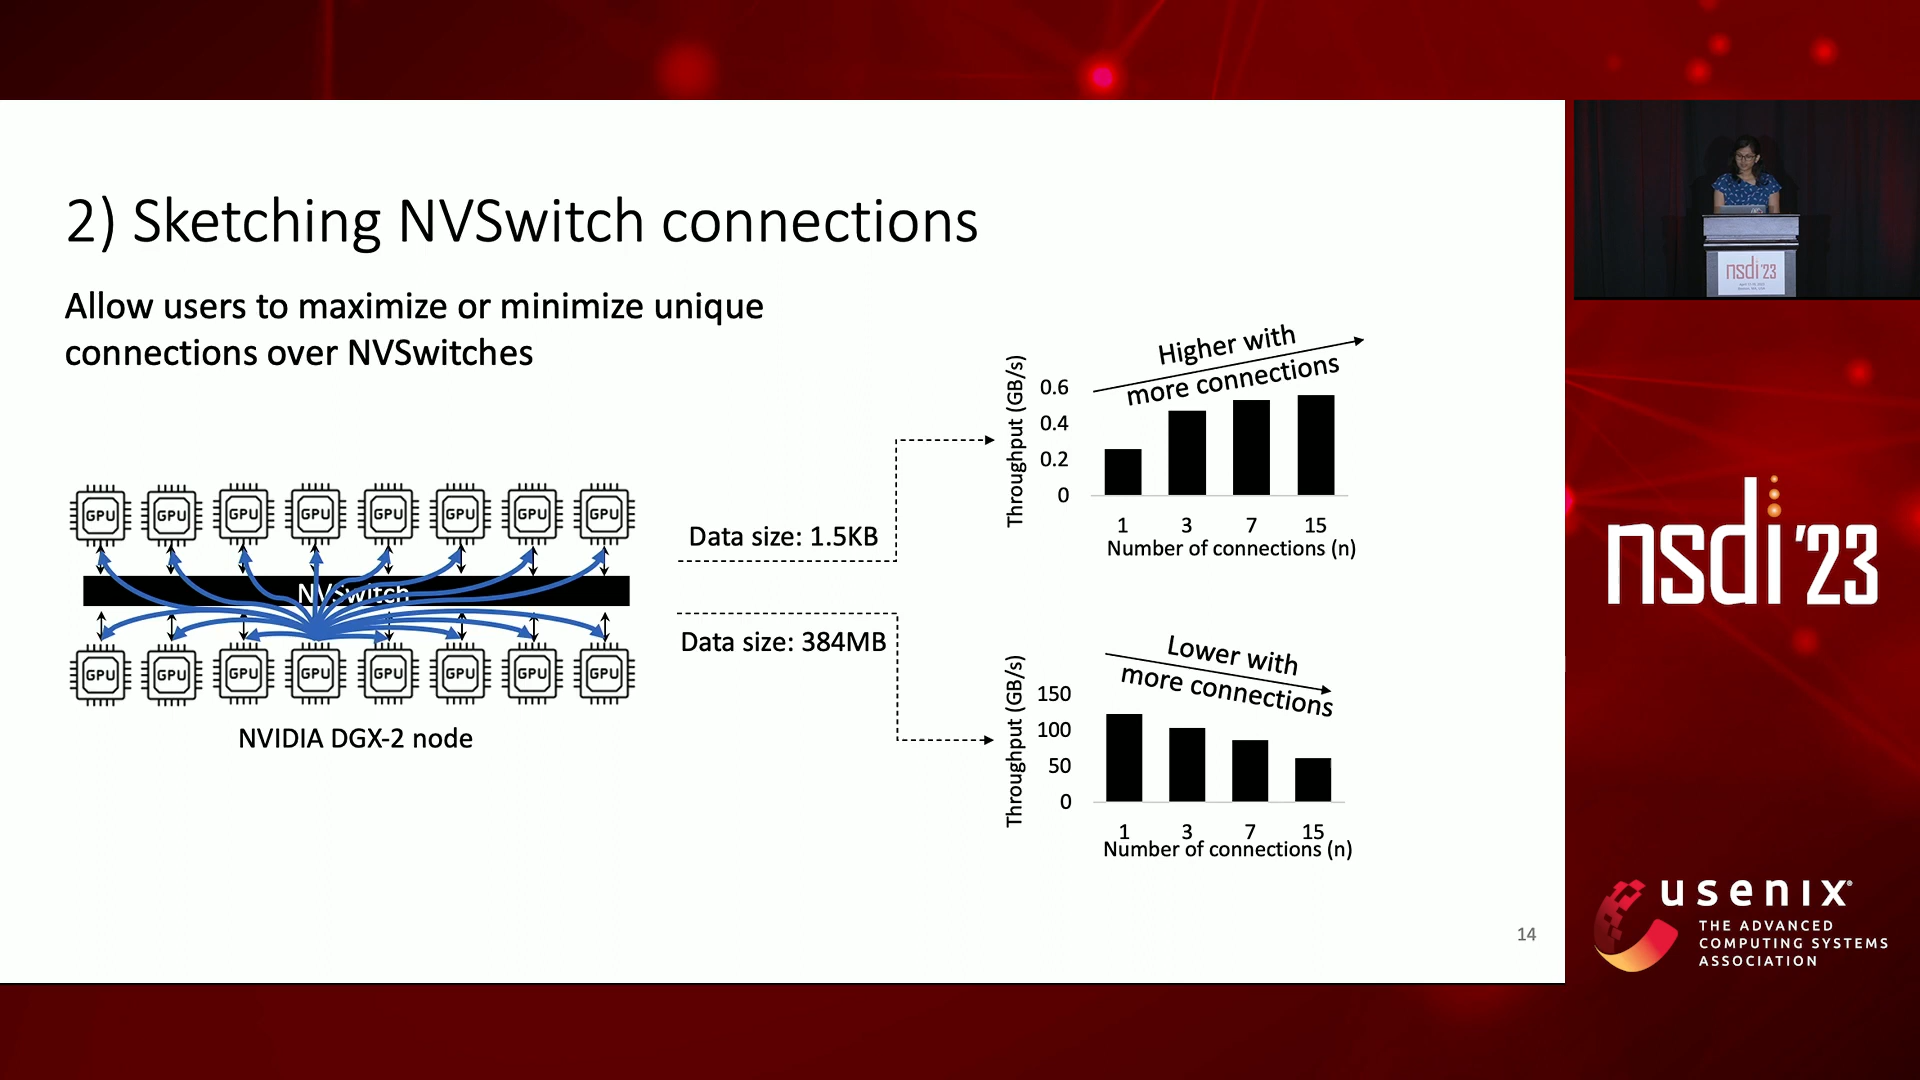 2) Sketching NVSwitch connections
Allow users to maximize or minimize unique
connections over NVSwitches
GPU GPU GPU GPU GPU GPU GPU GPU
NVSwitch
GPU GPU GPU GPU GPU GPU GPU GPU
NVIDIA DGX-2 node
Data size: 1.5KB
Data size: 384MB
Higher with
more connections
Throughput (GB/s)
0.6
0.4
0.2
0
1 3 7 15
Number of connections (n)
Lower with
more connections
Throughput (GB/s)
150
100
50
0
1 3 7 15
Number of connections (n)
14
nsdi'23
nsdi'23
usenix®
THE ADVANCED
COMPUTING SYSTEMS
ASSOCIATION